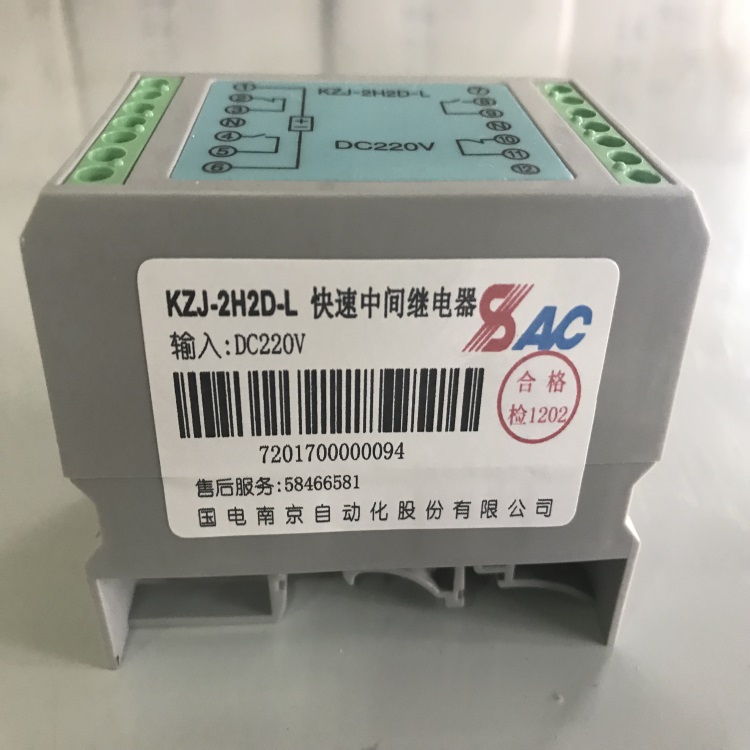 ① KZJ-2H2D-L ⑦
② ⑧
③ ⑨
Ⓝ Ⓝ
④ ⑩
⑤ DC220V ⑪
⑥ ⑫
KZJ-2H2D-L 快速中间继电器 SAC
输入:DC220V
合格
检1202
7201700000094
售后服务:58466581
国电南京自动化股份有限公司